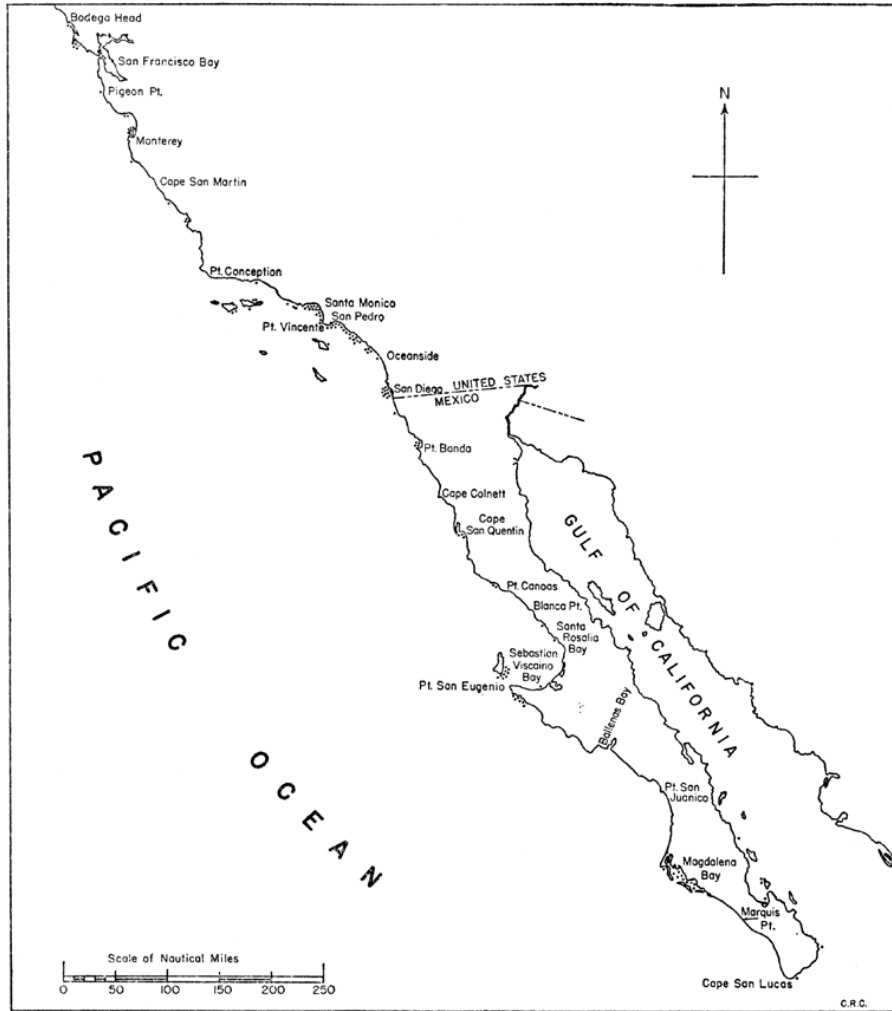 Bodega Head
San Francisco Bay
Pigeon Pt.
Monterey
Cape San Martin
N
Pt. Conception
Santa Monica
San Pedro
Pt. Vincente
Oceanside
San Diego
UNITED STATES
MEXICO
Pt. Banda
Cape Colnett
Cape
San Quentin
Pt. Canoas
Blanca Pt.
Santa
Rosalia
Bay
Sebastian
Viscaino
Bay
Pt. San Eugenio
Ballenas Bay
GULF OF CALIFORNIA
PACIFIC OCEAN
Pt. San
Juanico
Magdalena
Bay
Marquis
Pt.
Cape San Lucas
Scale of Nautical Miles
0 50 100 150 200 250
C.R.C.